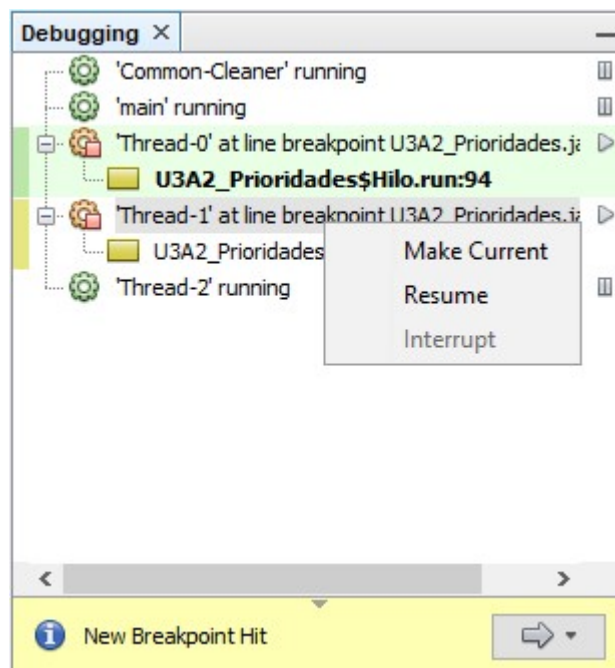 Debugging ×
'Common-Cleaner' running
'main' running
'Thread-0' at line breakpoint U3A2_Prioridades.ja
U3A2_Prioridades$Hilo.run:94
'Thread-1' at line breakpoint U3A2_Prioridades.ja
U3A2_Prioridades
Make Current
Resume
'Thread-2' running
Interrupt
New Breakpoint Hit